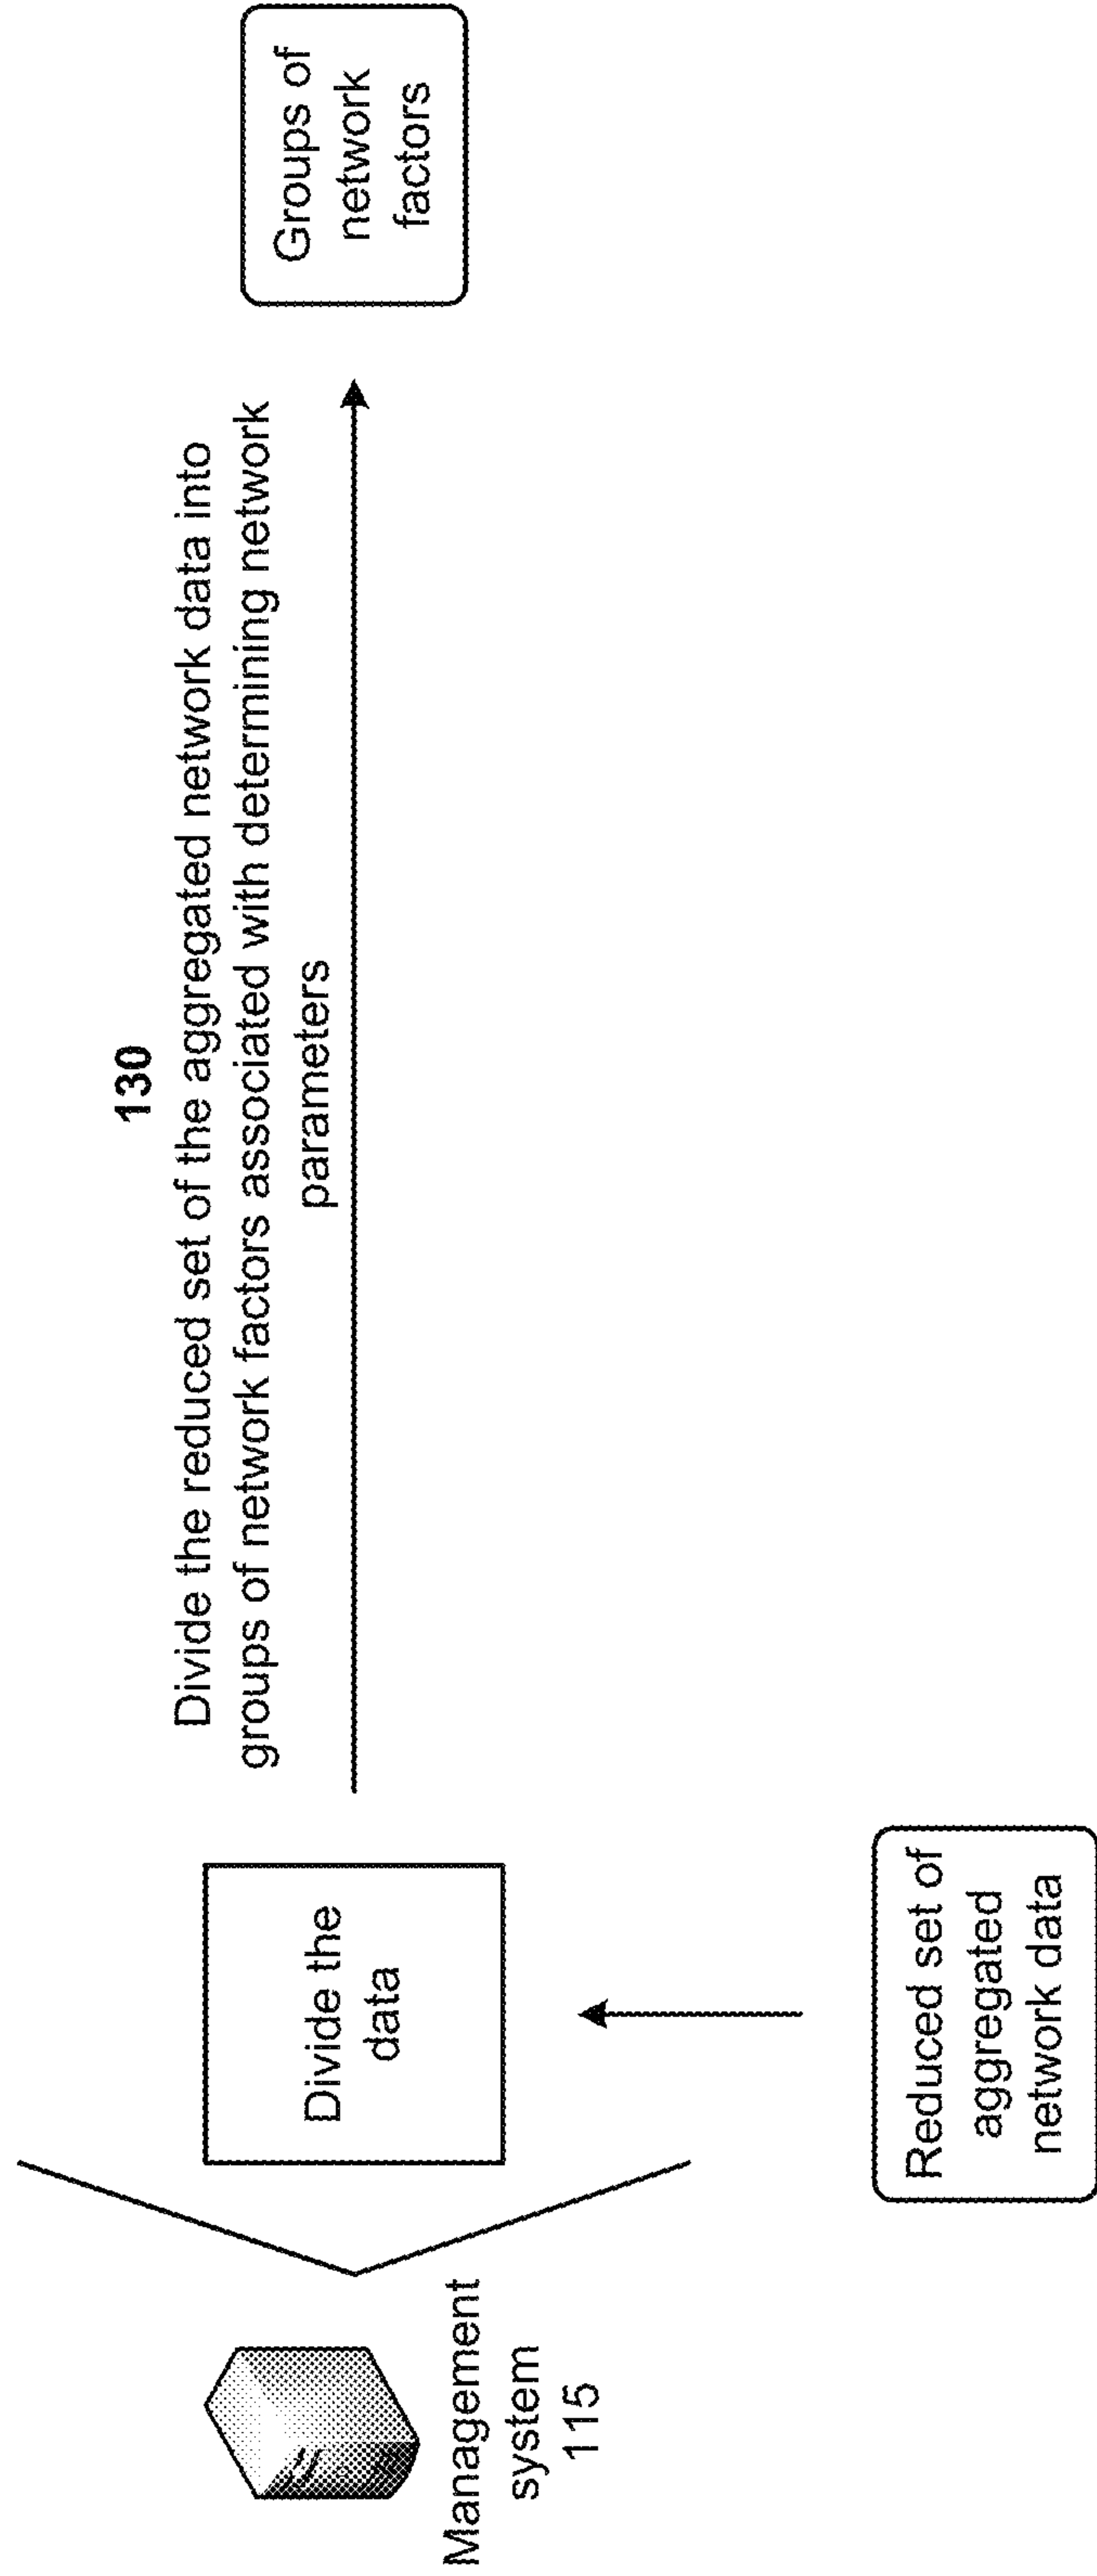 130
Divide the reduced set of the aggregated network data into
groups of network factors associated with determining network
parameters
Management
system
115
Divide the
data
Groups of
network
factors
Reduced set of
aggregated
network data